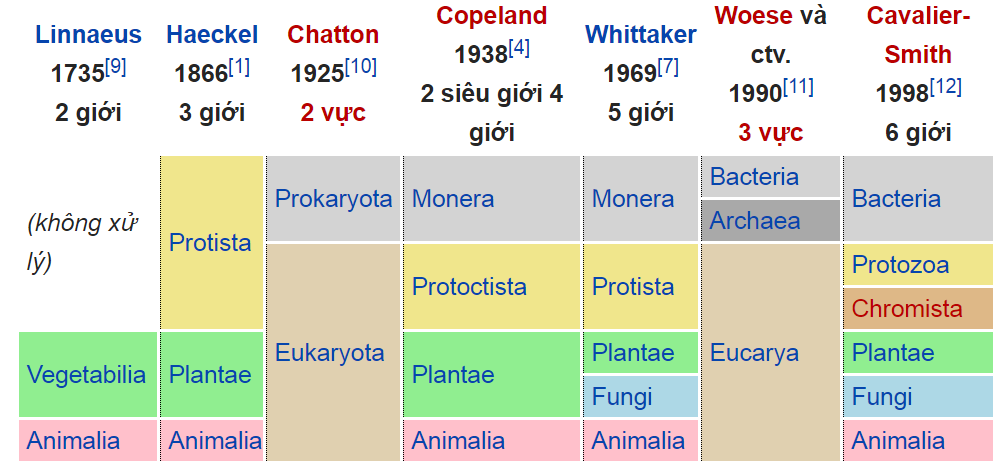 Linnaeus
1735[9]
2 giới
Haeckel
1866[1]
3 giới
Chatton
1925[10]
2 vực
Copeland
1938[4]
2 siêu giới 4
giới
Whittaker
1969[7]
5 giới
Woese và
ctv.
1990[11]
3 vực
Cavalier-
Smith
1998[12]
6 giới
(không xử
lý)
Protista
Prokaryota
Monera
Monera
Bacteria
Archaea
Bacteria
Eukaryota
Protoctista
Protista
Eucarya
Protozoa
Chromista
Vegetabilia
Plantae
Plantae
Plantae
Fungi
Plantae
Fungi
Animalia
Animalia
Animalia
Animalia
Animalia